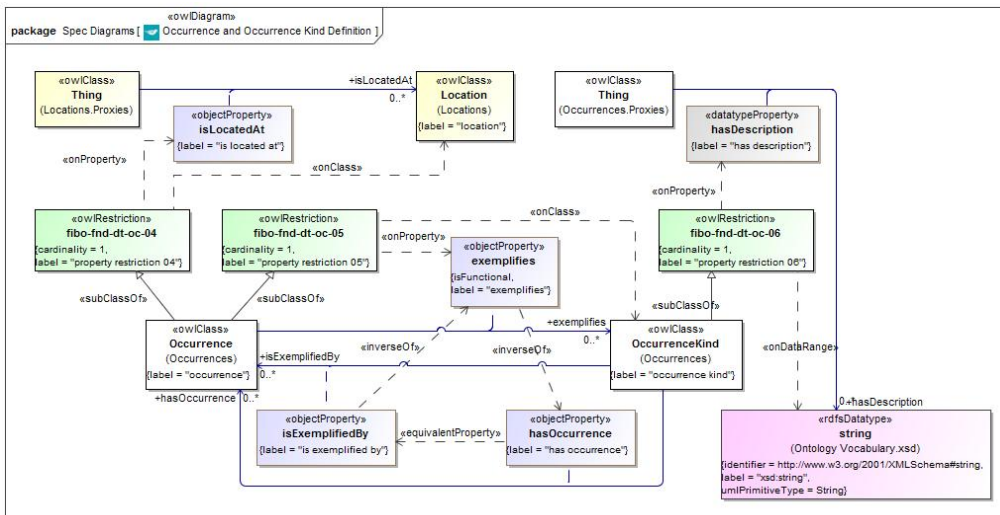 «owlDiagram»
package Spec Diagrams [ Occurrence and Occurrence Kind Definition ]
«owlClass»
Thing
(Locations.Proxies)
+isLocatedAt
0..*
«owlClass»
Location
(Locations)
{label = "location"}
«owlClass»
Thing
(Occurrences.Proxies)
«objectProperty»
isLocatedAt
{label = "is located at"}
«datatypeProperty»
hasDescription
{label = "has description"}
«onProperty»
«onClass»
«onProperty»
«owlRestriction»
fibo-fnd-dt-oc-04
{cardinality = 1,
label = "property restriction 04"}
«owlRestriction»
fibo-fnd-dt-oc-05
{cardinality = 1,
label = "property restriction 05"}
«onClass»
«onProperty»
«objectProperty»
exemplifies
{isFunctional,
label = "exemplifies"}
«owlRestriction»
fibo-fnd-dt-oc-06
{cardinality = 1,
label = "property restriction 06"}
«subClassOf»
«subClassOf»
«subClassOf»
«owlClass»
Occurrence
(Occurrences)
{label = "occurrence"}
+exemplifies
0..*
«owlClass»
OccurrenceKind
(Occurrences)
{label = "occurrence kind"}
+isExemplifiedBy
0..*
«inverseOf»
«inverseOf»
«onDataRange»
+hasOccurrence 0..*
«objectProperty»
isExemplifiedBy
{label = "is exemplified by"}
«equivalentProperty»
«objectProperty»
hasOccurrence
{label = "has occurrence"}
+hasDescription
«rdfsDatatype»
string
(Ontology Vocabulary.xsd)
{identifier = http://www.w3.org/2001/XMLSchema#string,
label = "xsd:string",
umlPrimitiveType = String}